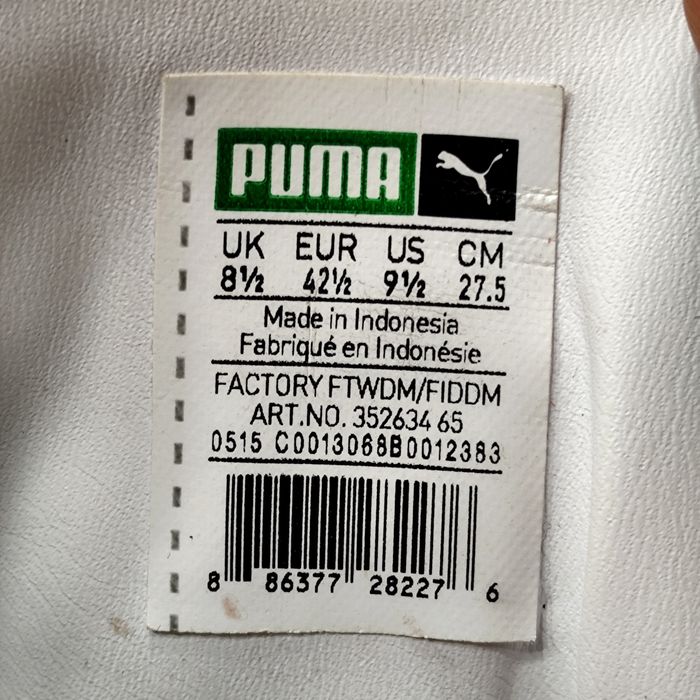 PUMA
UK EUR US CM
8½ 42½ 9½ 27.5
Made in Indonesia
Fabriqué en Indonésie
FACTORY FTWDM/FIDDM
ART.NO. 352634 65
0515 C0013068B0012383
8 86377 28227 6